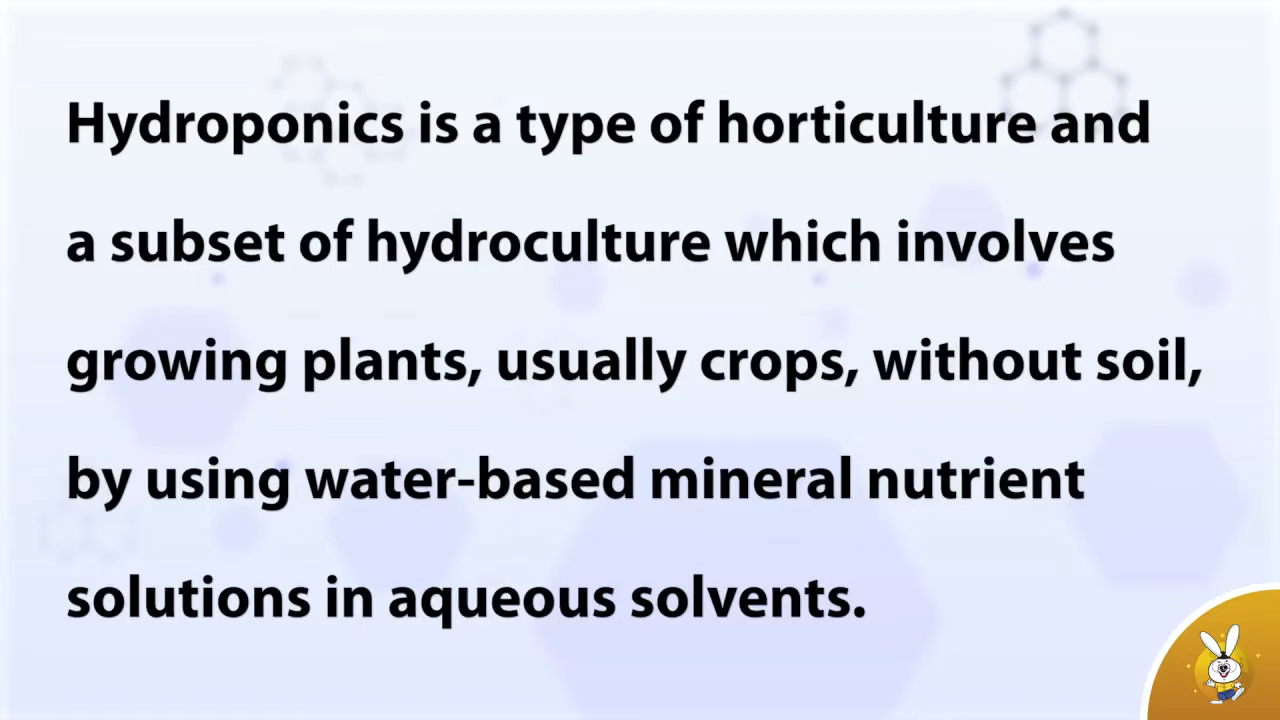 Hydroponics is a type of horticulture and
a subset of hydroculture which involves
growing plants, usually crops, without soil,
by using water-based mineral nutrient
solutions in aqueous solvents.